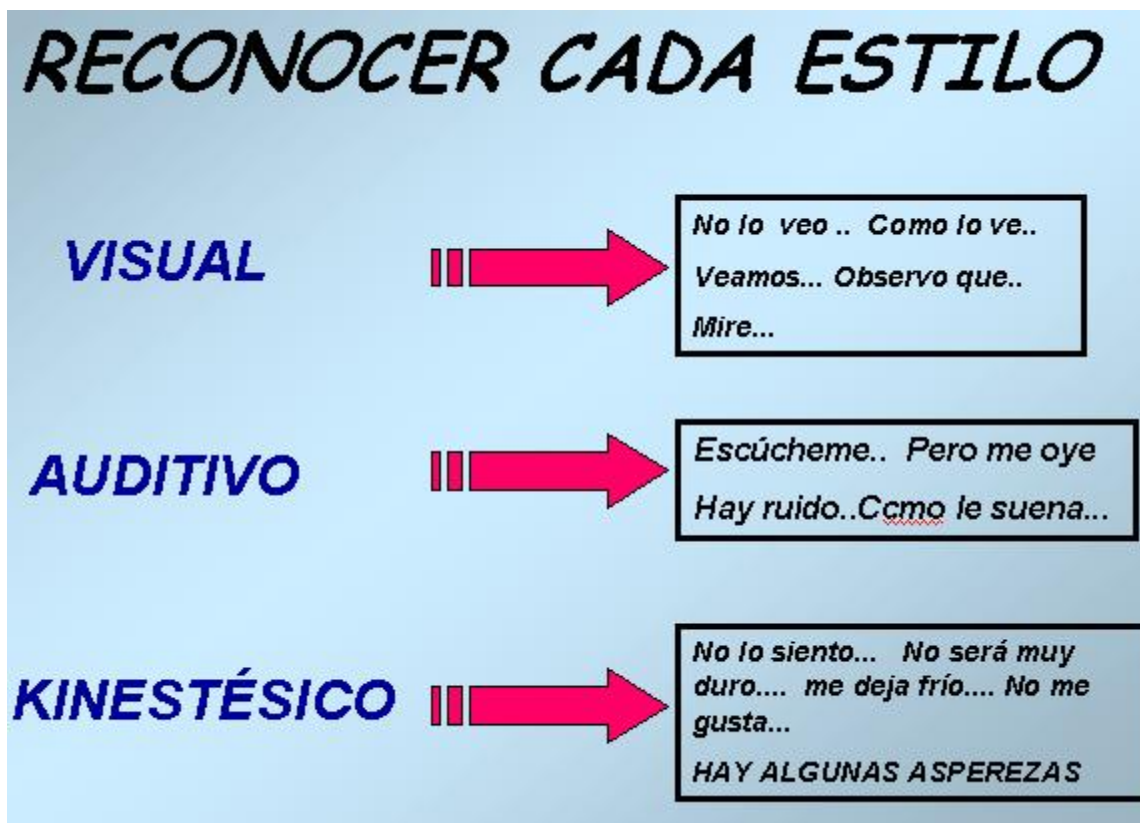 RECONOCER CADA ESTILO
VISUAL
No lo veo .. Como lo ve..
Veamos... Observo que..
Mire...
AUDITIVO
Escúcheme.. Pero me oye
Hay ruido..Ccmo le suena...
KINESTÉSICO
No lo siento... No será muy
duro.... me deja frío.... No me
gusta...
HAY ALGUNAS ASPEREZAS